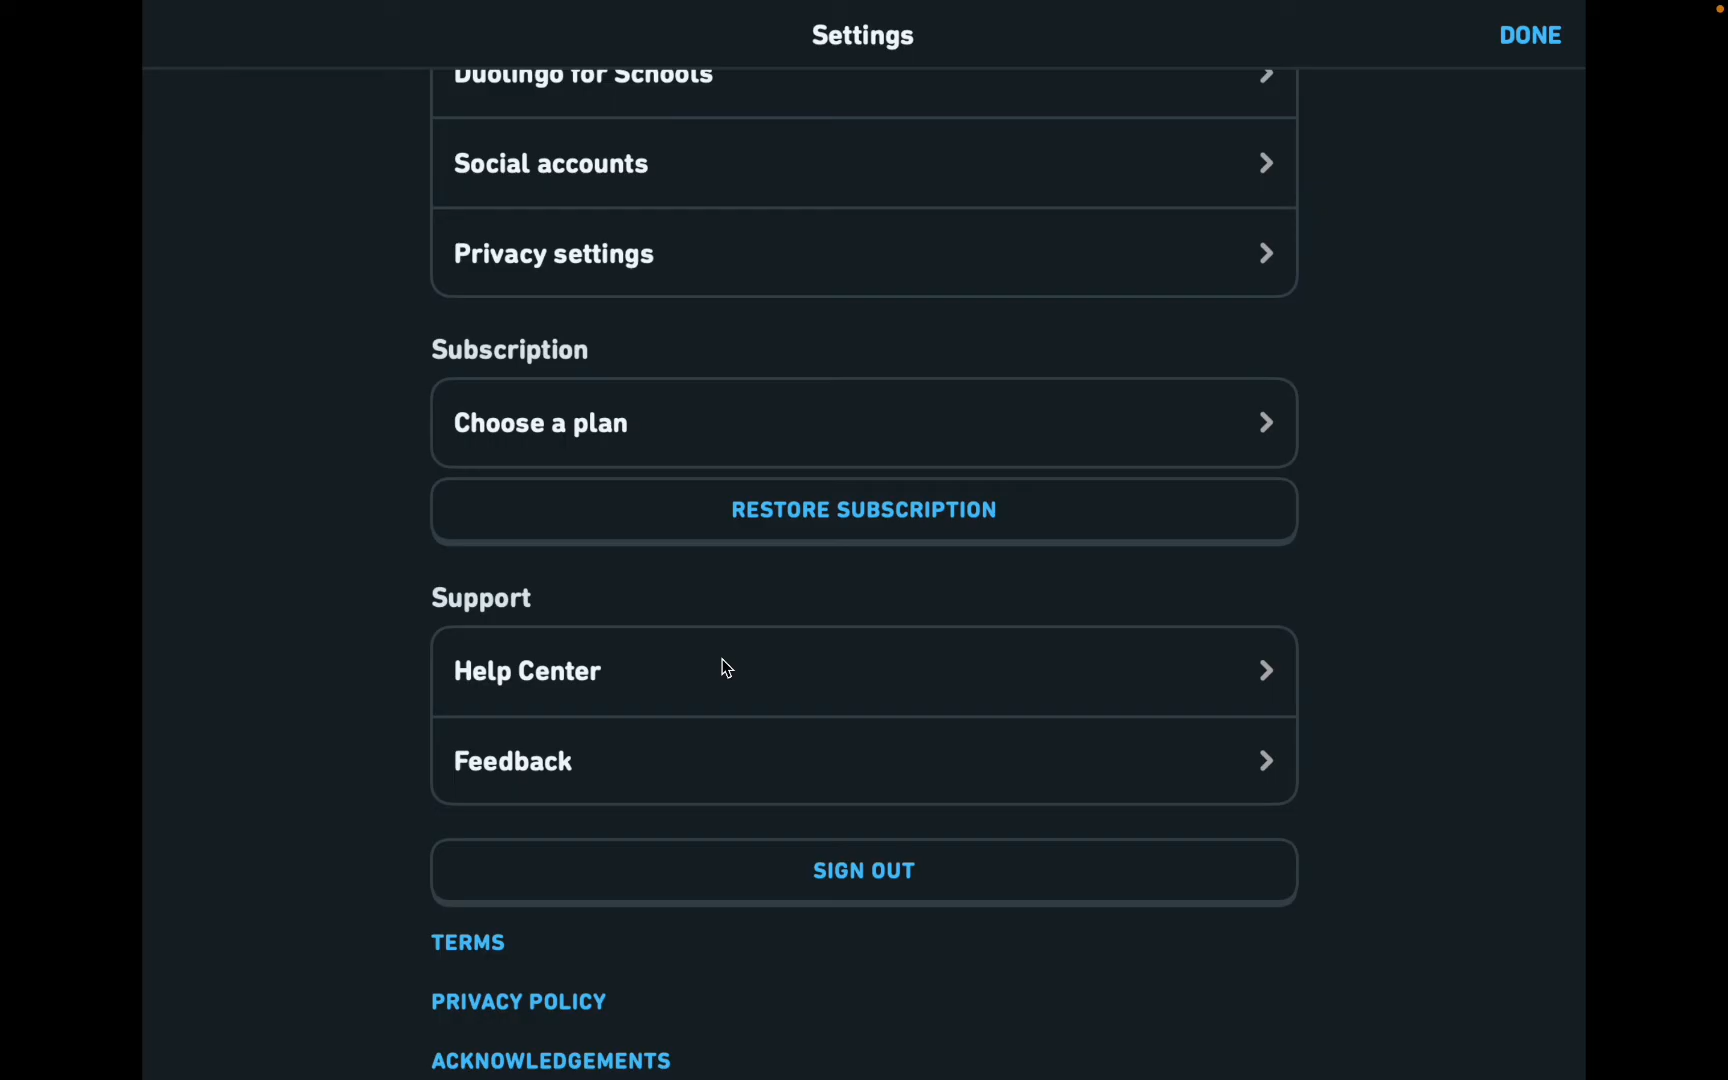 Settings
DONE
Duolingo for Schools
Social accounts
Privacy settings
Subscription
Choose a plan
RESTORE SUBSCRIPTION
Support
Help Center
Feedback
SIGN OUT
TERMS
PRIVACY POLICY
ACKNOWLEDGEMENTS